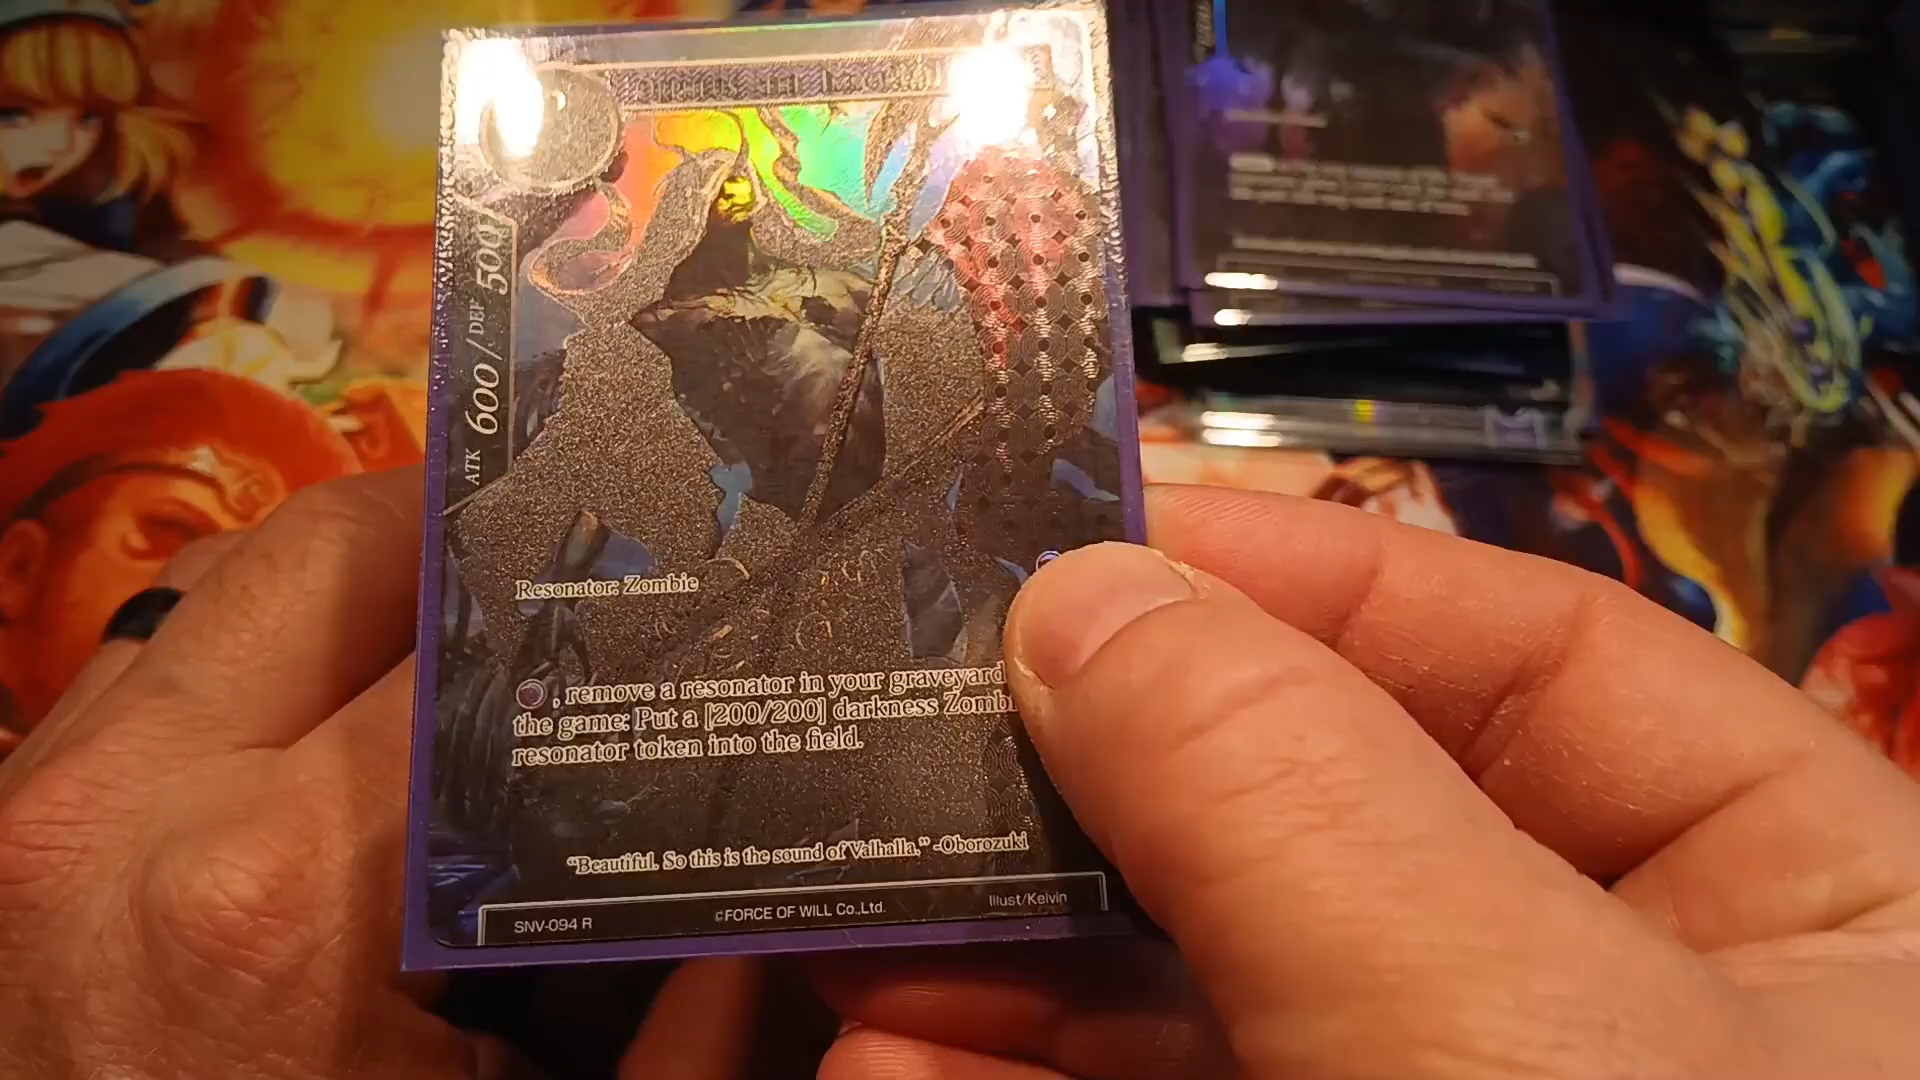 ATK 600/DEF 500
Resonator: Zombie
, remove a resonator in your graveyard
the game: Put a [200/200] darkness
resonator token into the field.
“Beautiful. So this is the sound of Valhalla.” -Oborozuki
SNV-094 R
©FORCE OF WILL Co.,Ltd.
Illust/Kelvin